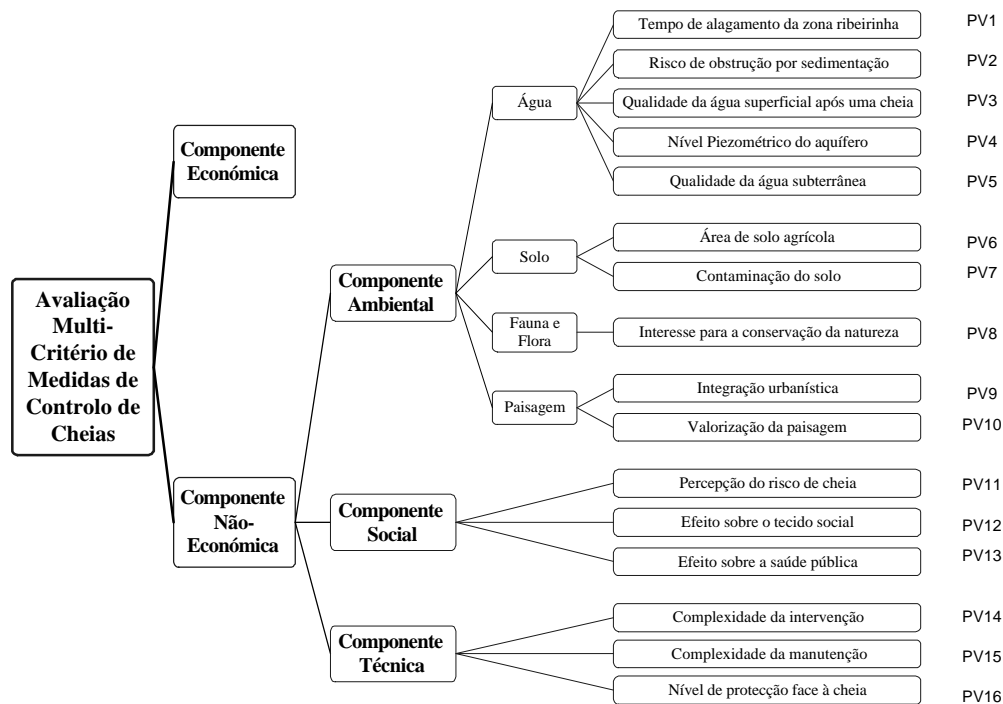 Avaliação
Multi-
Critério de
Medidas de
Controlo de
Cheias
Componente
Económica
Componente
Não-
Económica
Componente
Ambiental
Componente
Social
Componente
Técnica
Água
Solo
Fauna e
Flora
Paisagem
Tempo de alagamento da zona ribeirinha PV1
Risco de obstrução por sedimentação PV2
Qualidade da água superficial após uma cheia PV3
Nível Piezométrico do aquífero PV4
Qualidade da água subterrânea PV5
Área de solo agrícola PV6
Contaminação do solo PV7
Interesse para a conservação da natureza PV8
Integração urbanística PV9
Valorização da paisagem PV10
Percepção do risco de cheia PV11
Efeito sobre o tecido social PV12
Efeito sobre a saúde pública PV13
Complexidade da intervenção PV14
Complexidade da manutenção PV15
Nível de protecção face à cheia PV16